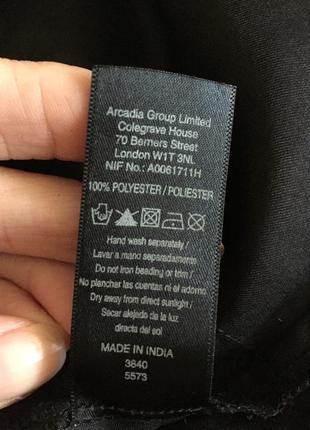 Arcadia Group Limited
Colegrave House
70 Berners Street
London W1T 3NL
NIF No.: A0061711H
100% POLYESTER / POLIESTER
Hand wash separately /
Lavar a mano separadamente
Do not iron beading or trim /
No planchar las cuentas ni el adorno.
Dry away from direct sunlight /
Secar alejado de la luz
directa del sol
MADE IN INDIA
3840
5573